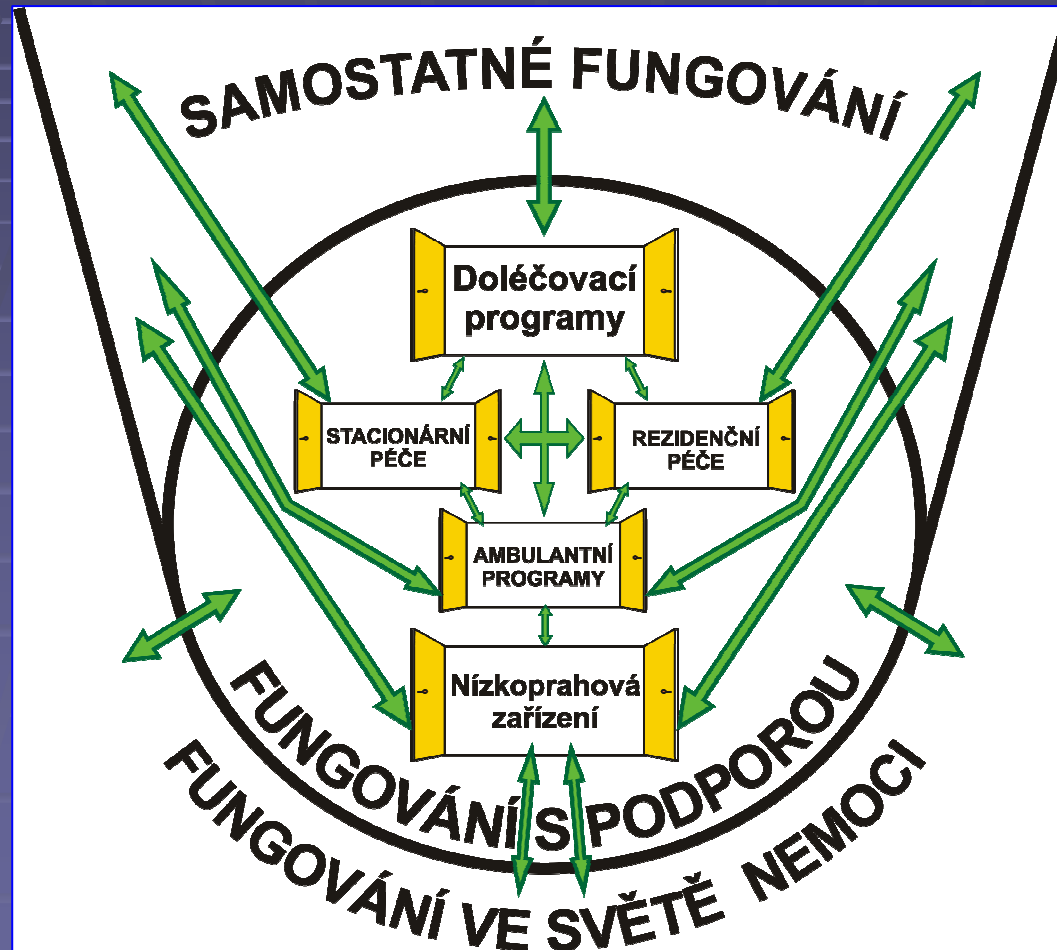 SAMOSTATNÉ FUNGOVÁNÍ
Doléčovací
programy
STACIONÁRNÍ
PÉČE
REZIDENČNÍ
PÉČE
AMBULANTNÍ
PROGRAMY
Nízkoprahová
zařízení
FUNGOVÁNÍ S PODPOROU
FUNGOVÁNÍ VE SVĚTĚ NEMOCI